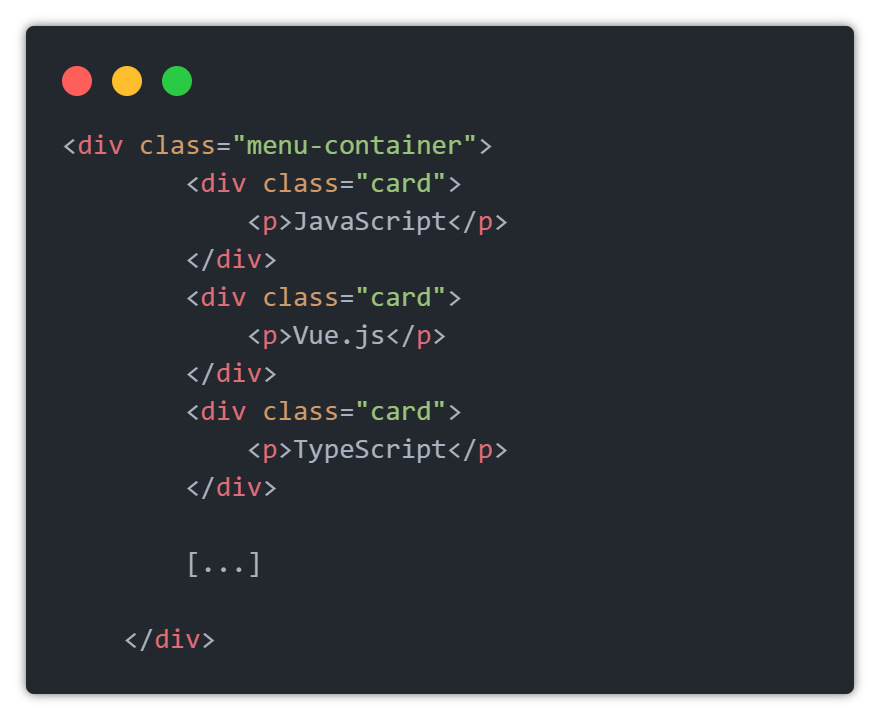 <div class="menu-container">
        <div class="card">
            <p>JavaScript</p>
        </div>
        <div class="card">
            <p>Vue.js</p>
        </div>
        <div class="card">
            <p>TypeScript</p>
        </div>

        [...]

    </div>